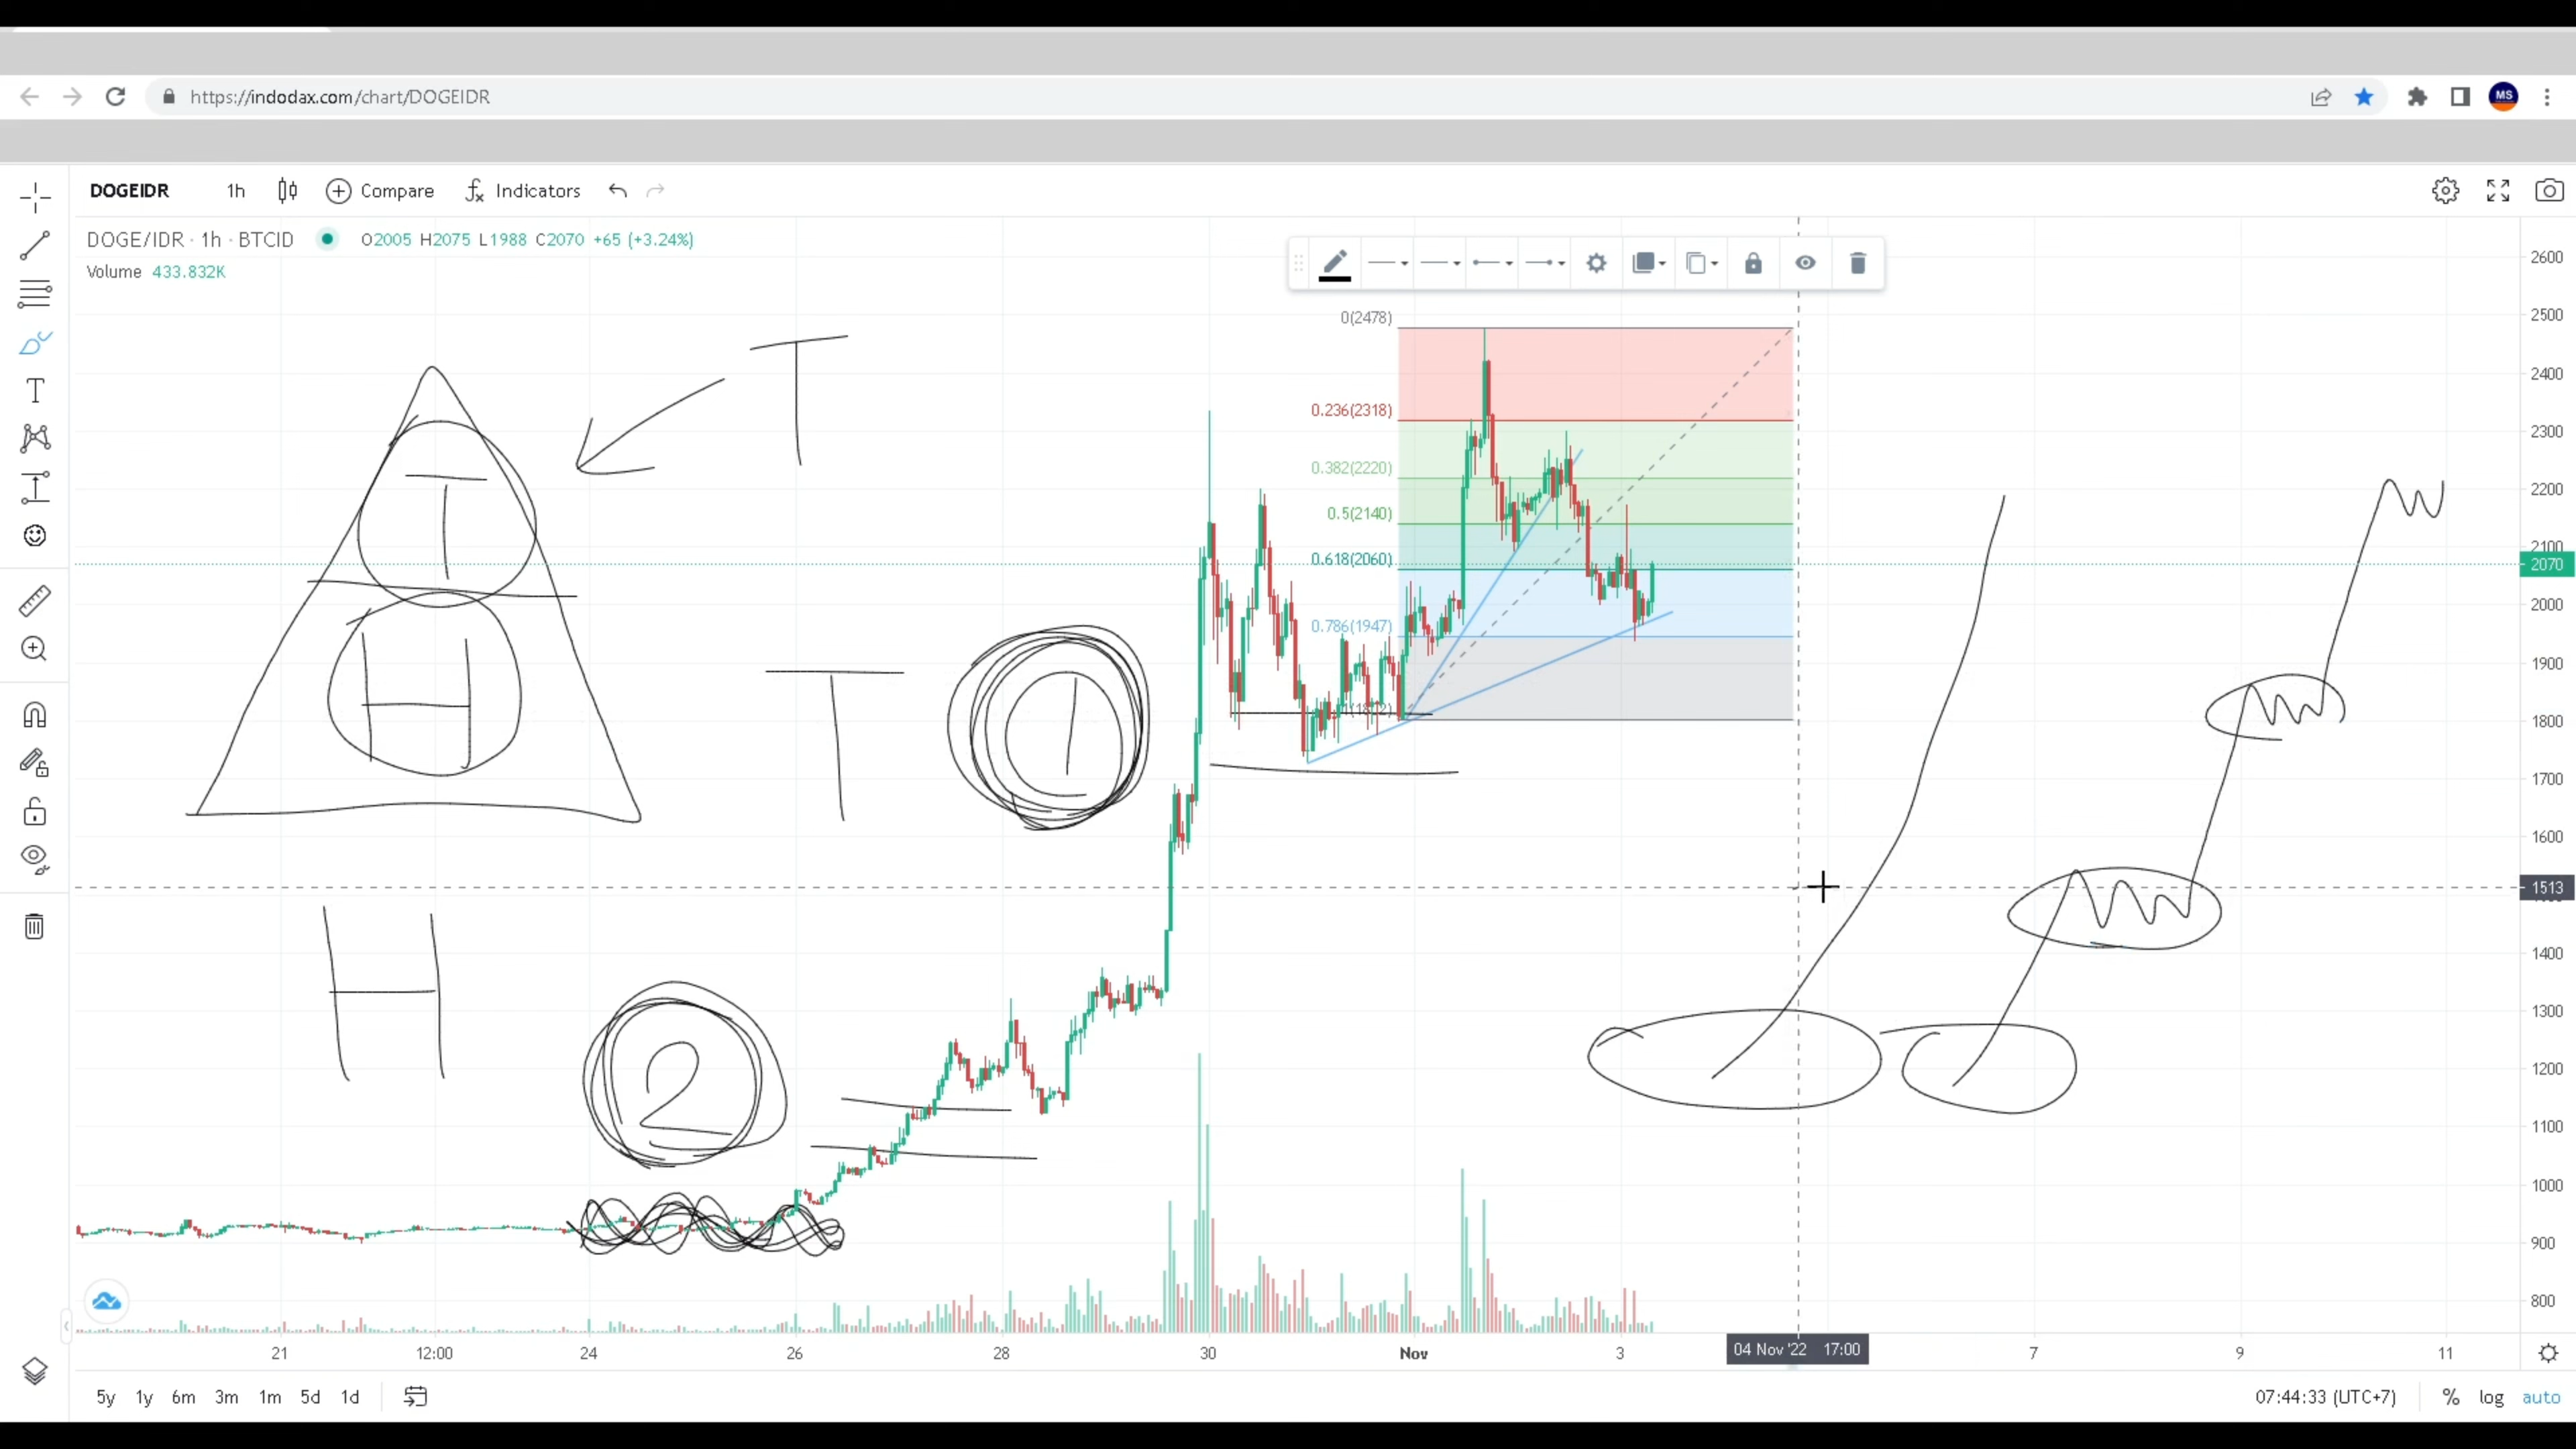 https://indodax.com/chart/DOGEIDR
MS
DOGEIDR 1h Compare Indicators
DOGE/IDR · 1h · BTCID O2005 H2075 L1988 C2070 +65 (+3.24%)
Volume 433.832K
2600
0(2478)
2500
T
2400
0.236(2318)
2300
0.382(2220)
T
2200
0.5(2140)
2100
0.618(2060)
2070
2000
0.786(1947)
H
T
1
1900
1800
1700
1600
1513
1400
H
2
1300
1200
1100
1000
900
800
21 12:00 24 26 28 30 Nov 3 04 Nov '22 17:00 7 9 11
5y 1y 6m 3m 1m 5d 1d 07:44:33 (UTC+7) % log auto